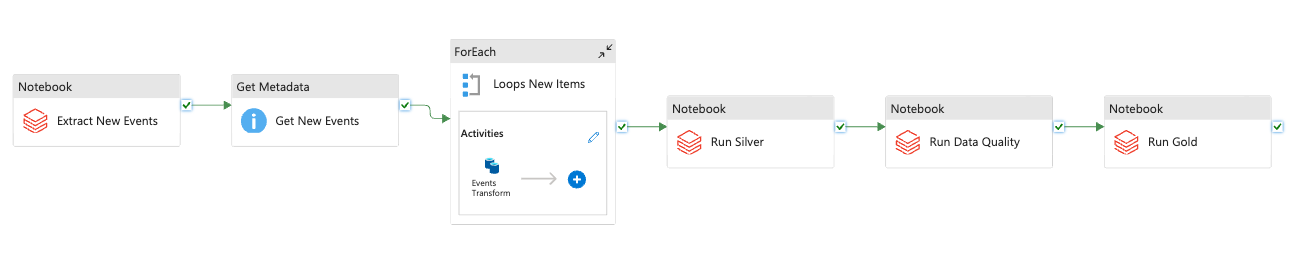 Notebook
Extract New Events
Get Metadata
Get New Events
ForEach
Loops New Items
Activities
Events
Transform
Notebook
Run Silver
Notebook
Run Data Quality
Notebook
Run Gold